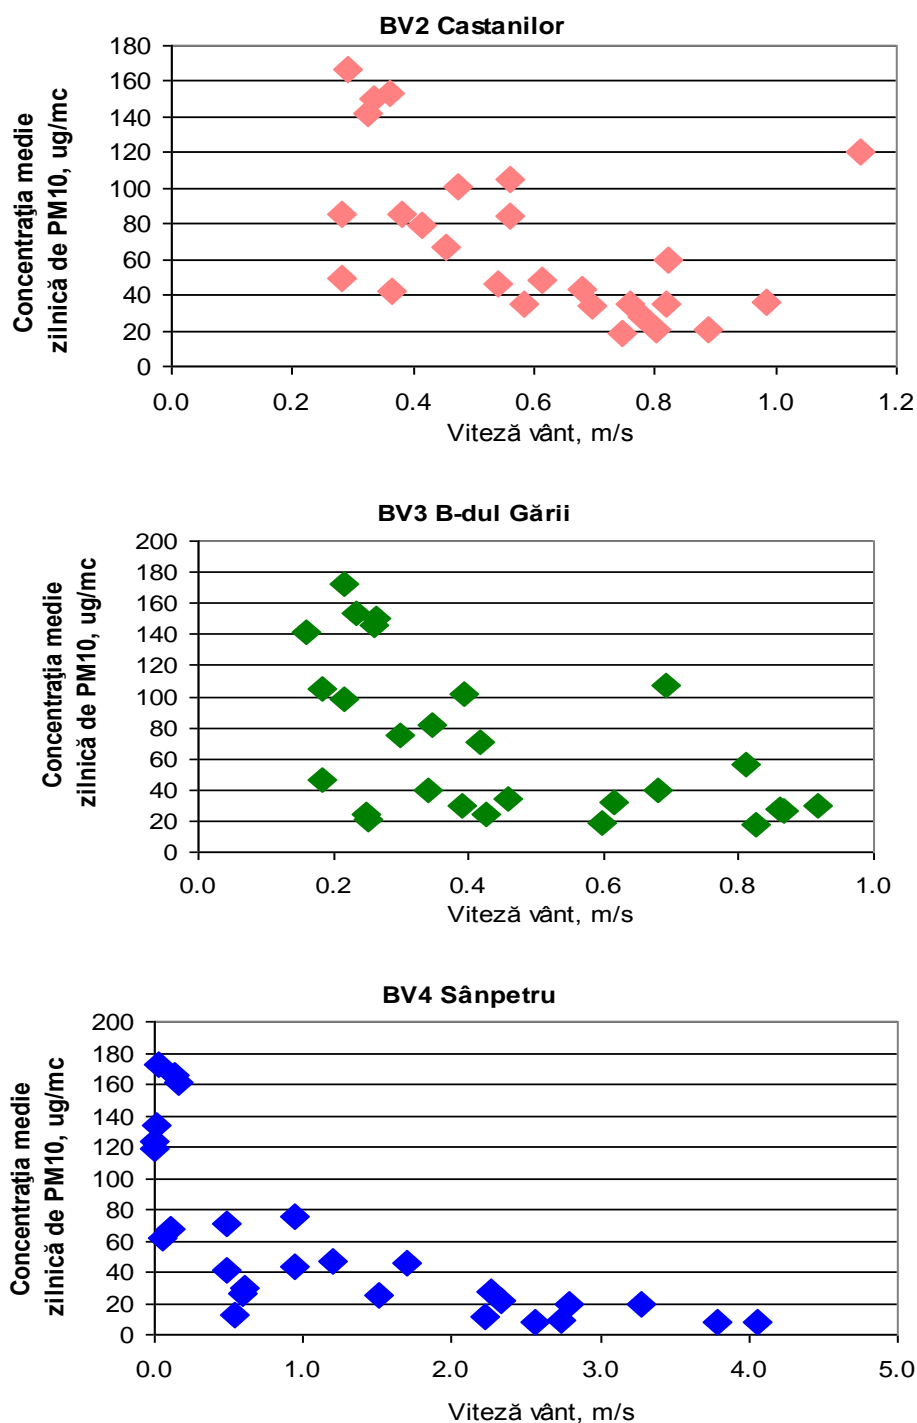 BV2 Castanilor
Concentraţia medie
zilnică de PM10, ug/mc
180
160
140
120
100
80
60
40
20
0
0.0 0.2 0.4 0.6 0.8 1.0 1.2
Viteză vânt, m/s
BV3 B-dul Gării
Concentraţia medie
zilnică de PM10, ug/mc
200
180
160
140
120
100
80
60
40
20
0
0.0 0.2 0.4 0.6 0.8 1.0
Viteză vânt, m/s
BV4 Sânpetru
Concentraţia medie
zilnică de PM10, ug/mc
200
180
160
140
120
100
80
60
40
20
0
0.0 1.0 2.0 3.0 4.0 5.0
Viteză vânt, m/s